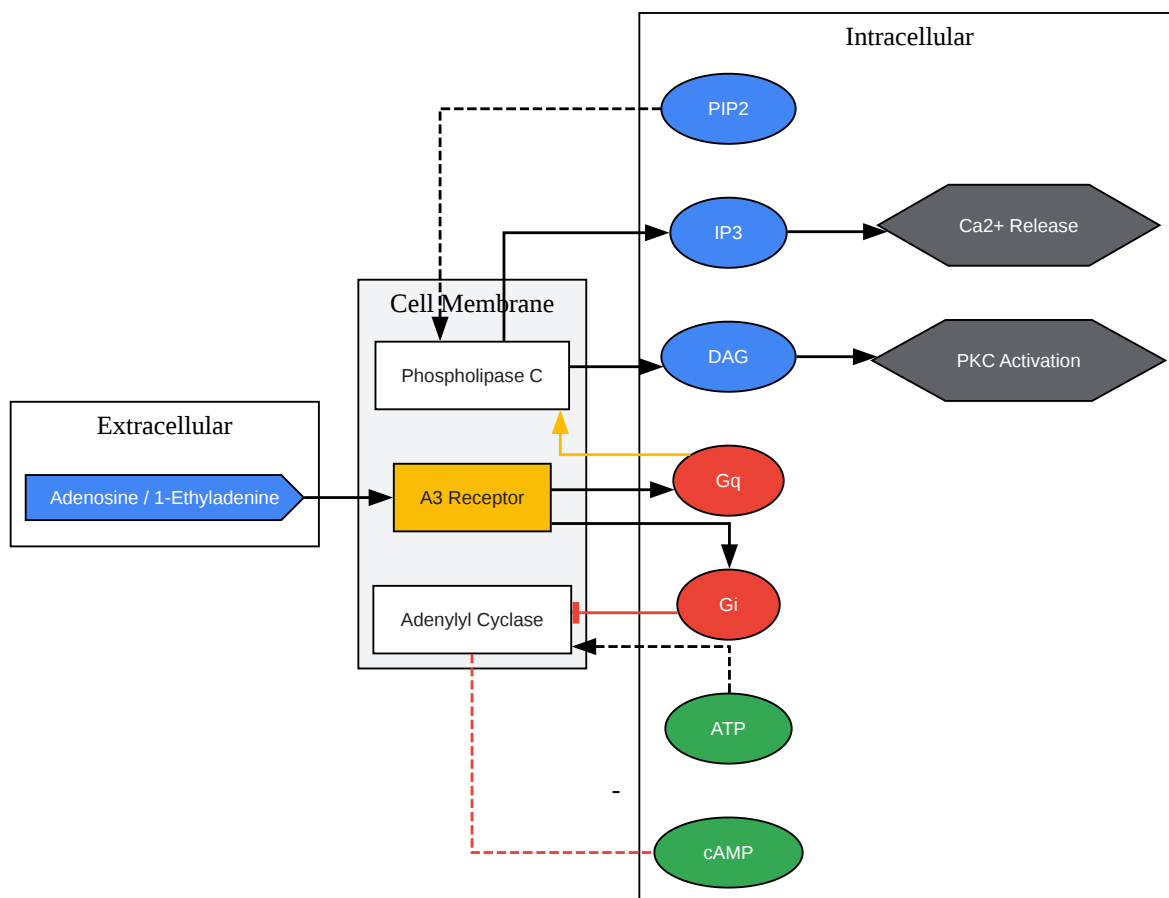 Intracellular
PIP2
IP3
Ca2+ Release
Cell Membrane
DAG
PKC Activation
Phospholipase C
Extracellular
Adenosine / 1-Ethyladenine
A3 Receptor
Gq
Gi
Adenylyl Cyclase
ATP
-
cAMP